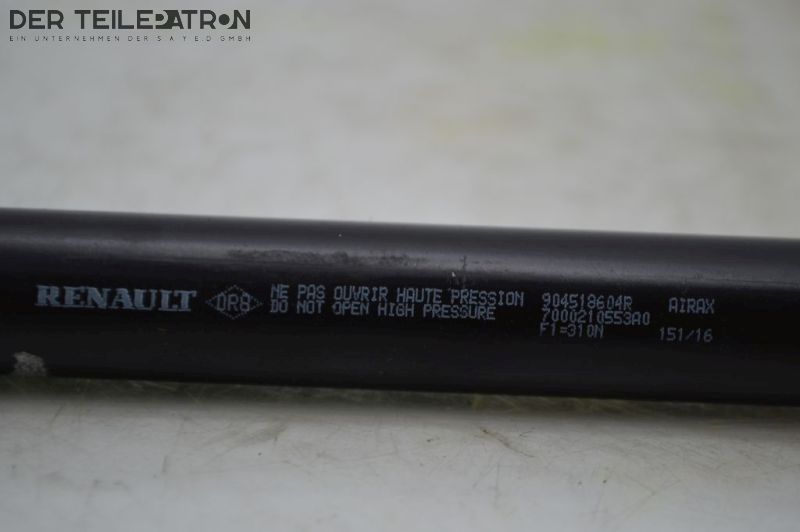 DER TEILEPATRON
EIN UNTERNEHMEN DER S A Y E D GMBH
RENAULT
DR8
NE PAS OUVRIR HAUTE PRESSION
DO NOT OPEN HIGH PRESSURE
904518604R AIRAX
7000210553A0
F1=310N 151/16